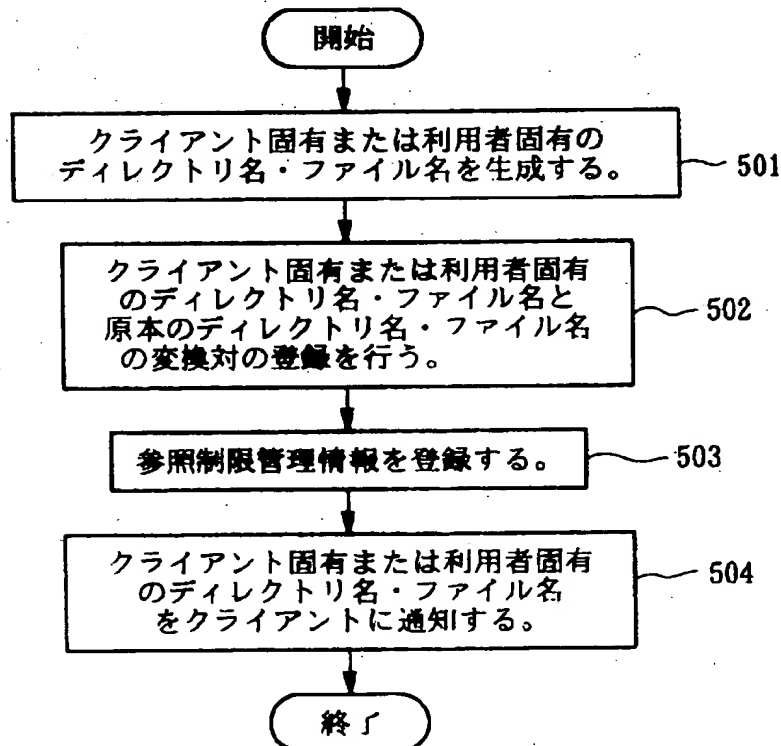 開始
クライアント固有または利用者固有の
ディレクトリ名・ファイル名を生成する。
501
クライアント固有または利用者固有
のディレクトリ名・ファイル名と
原本のディレクトリ名・ファイル名
の変換対の登録を行う。
502
参照制限管理情報を登録する。
503
クライアント固有または利用者固有
のディレクトリ名・ファイル名
をクライアントに通知する。
504
終了